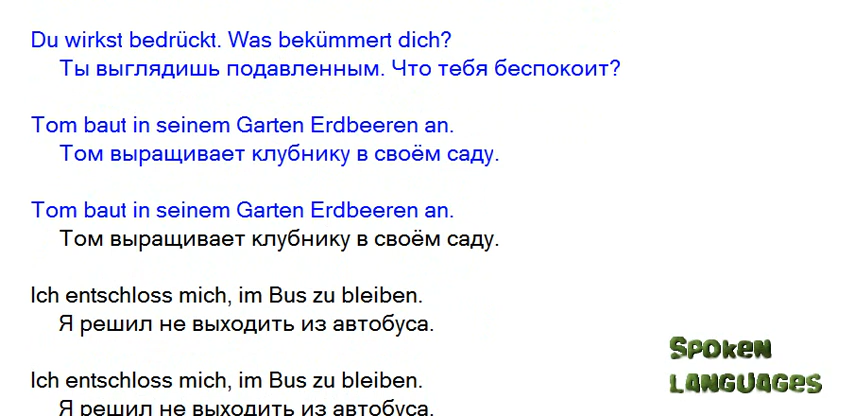 Du wirkst bedrückt. Was bekümmert dich?
Ты выглядишь подавленным. Что тебя беспокоит?
Tom baut in seinem Garten Erdbeeren an.
Том выращивает клубнику в своём саду.
Tom baut in seinem Garten Erdbeeren an.
Том выращивает клубнику в своём саду.
Ich entschloss mich, im Bus zu bleiben.
Я решил не выходить из автобуса.
Ich entschloss mich, im Bus zu bleiben.
Я решил не выходить из автобуса.
Spoken
Languages